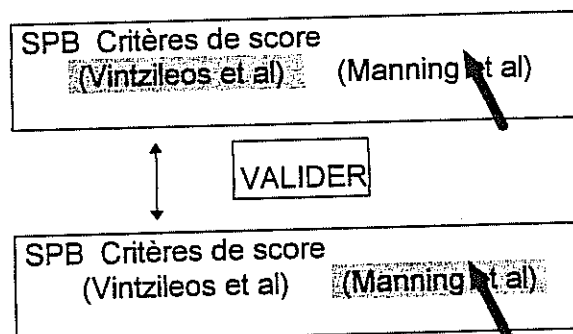 SPB Critères de score
(Vintzileos et al) (Manning et al)
VALIDER
SPB Critères de score
(Vintzileos et al) (Manning et al)